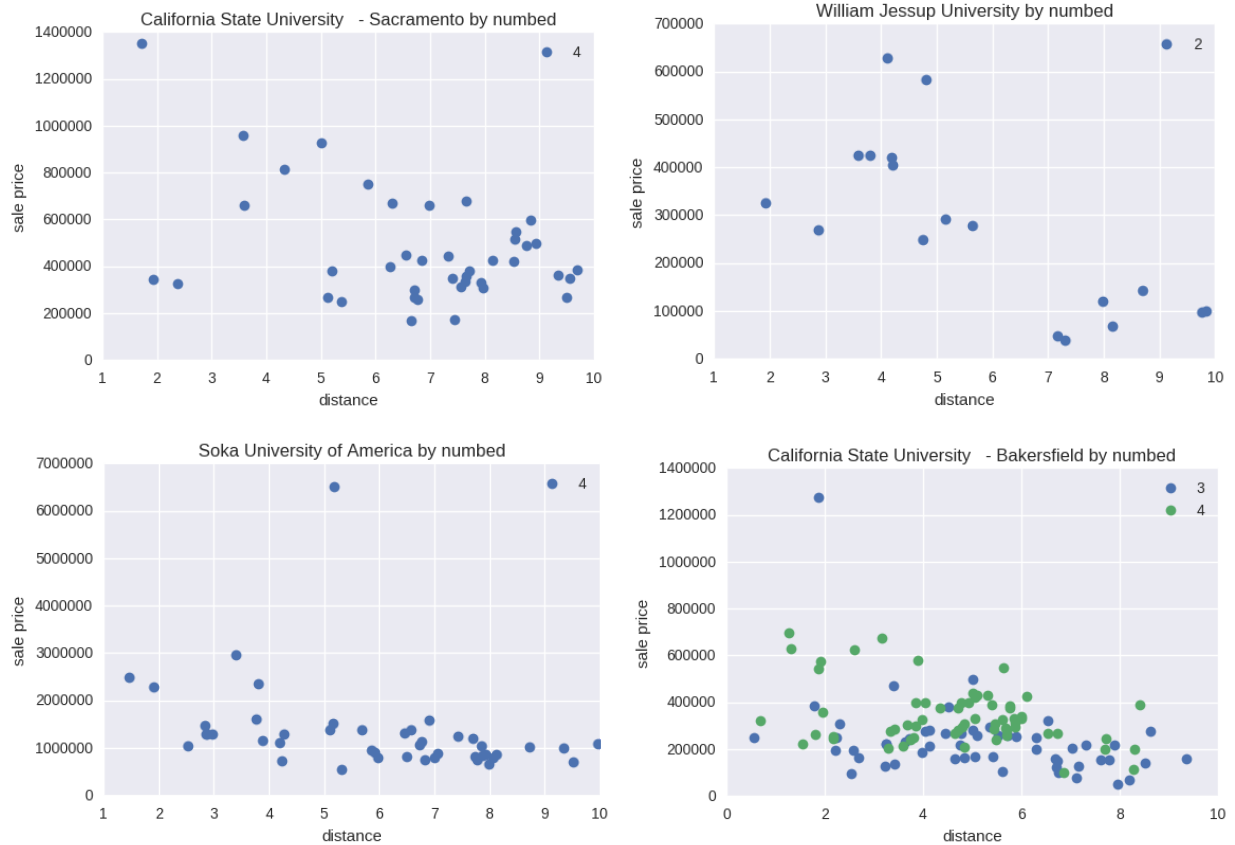 California State University   - Sacramento by numbed
1400000
1200000
1000000
800000
600000
400000
200000
0
sale price
4
1 2 3 4 5 6 7 8 9 10
distance
William Jessup University by numbed
700000
600000
500000
400000
300000
200000
100000
0
sale price
2
1 2 3 4 5 6 7 8 9 10
distance
Soka University of America by numbed
7000000
6000000
5000000
4000000
3000000
2000000
1000000
0
sale price
4
1 2 3 4 5 6 7 8 9 10
distance
California State University   - Bakersfield by numbed
1400000
1200000
1000000
800000
600000
400000
200000
0
sale price
3
4
0 2 4 6 8 10
distance